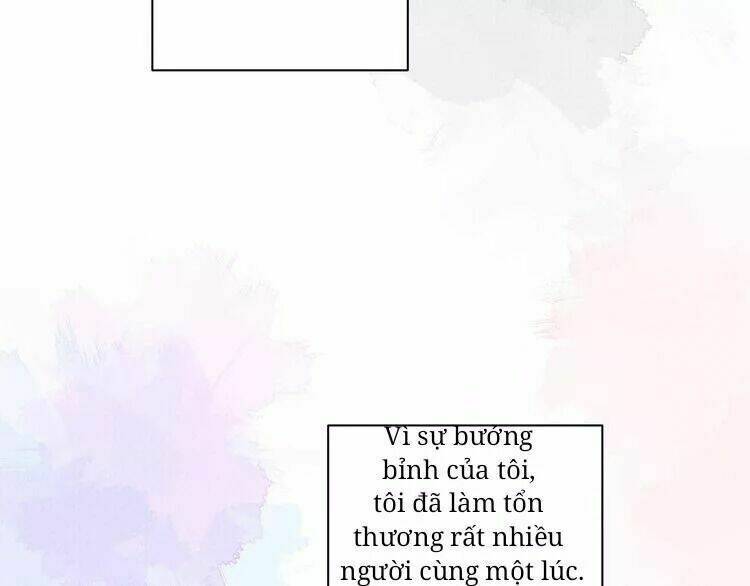 Vì sự bướng
bỉnh của tôi,
tôi đã làm tổn
thương rất nhiều
người cùng một lúc.